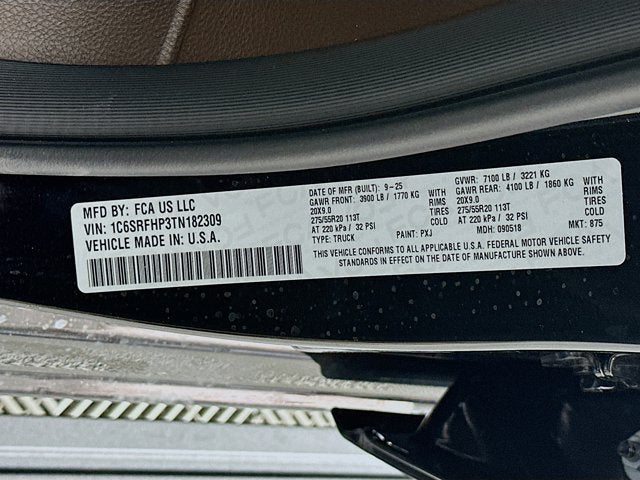 MFD BY: FCA US LLC
VIN: 1C6SRFHP3TN182309
VEHICLE MADE IN: U.S.A.
DATE OF MFR (BUILT): 9-25
GAWR FRONT: 3900 LB / 1770 KG
20X9.0
275/55R20 113T
AT 220 kPa / 32 PSI
TYPE: TRUCK
WITH
RIMS
TIRES
COLD
PAINT: PXJ
GVWR: 7100 LB / 3221 KG
GAWR REAR: 4100 LB / 1860 KG
20X9.0
275/55R20 113T
AT 220 kPa / 32 PSI
MDH: 090518
WITH
RIMS
TIRES
COLD
MKT: 875
THIS VEHICLE CONFORMS TO ALL APPLICABLE U.S.A. FEDERAL MOTOR VEHICLE SAFETY
STANDARDS IN EFFECT ON THE DATE OF MANUFACTURE SHOWN ABOVE.